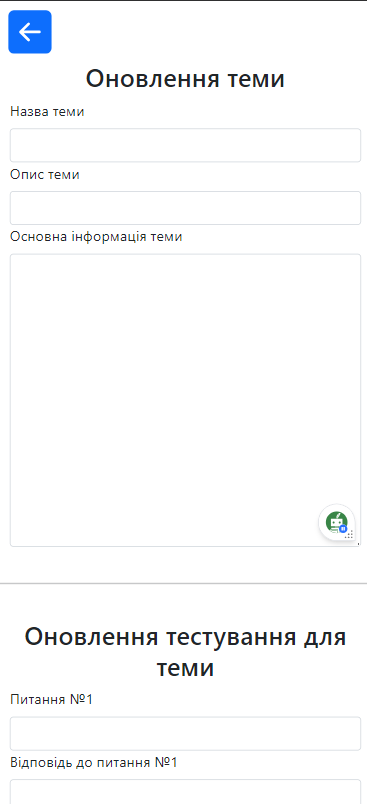 Оновлення теми
Назва теми
Опис теми
Основна інформація теми
Оновлення тестування для
теми
Питання №1
Відповідь до питання №1